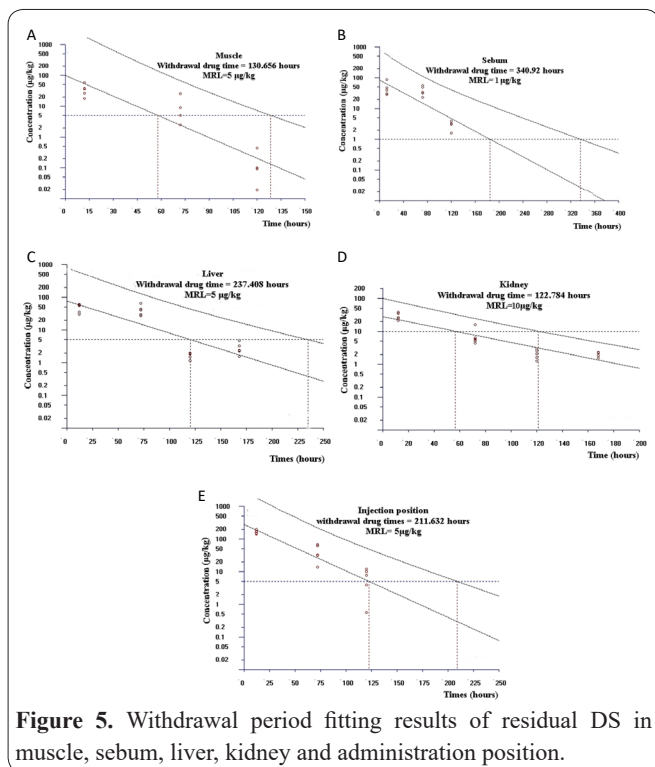 A
Muscle
Withdrawal drug time = 130.656 hours
MRL=5 µg/kg
Concentration (µg/kg)
1000
500
200
100
50
20
10
5
2
1
0.5
0.2
0.1
0.05
0.02
0 15 30 45 60 75 90 105 120 135 150
Time (hours)
B
Sebum
Withdrawal drug time = 340.92 hours
MRL= 1 µg/kg
Concentration (µg/kg)
1000
500
200
100
50
20
10
5
2
1
0.5
0.2
0.1
0.05
0.02
0 40 80 120 160 200 240 280 320 360 400
Time (hours)
C
Liver
Withdrawal drug time = 237.408 hours
MRL=5 µg/kg
Concentration (µg/kg)
1000
500
200
100
50
20
10
5
2
1
0.5
0.2
0.1
0.05
0.02
0 25 50 75 100 125 150 175 200 225 250
Times (hours)
D
Kidney
Withdrawal drug time = 122.784 hours
MRL=10µg/kg
Concentration (µg/kg)
200
100
50
20
10
5
2
1
0.5
0.2
0.1
0.05
0.02
0 20 40 60 80 100 120 140 160 180 200
Time (hours)
E
Injection position
withdrawal drug times = 211.632 hours
MRL= 5µg/kg
Concentration (µg/kg)
1000
500
200
100
50
20
10
5
2
1
0.5
0.2
0.1
0.05
0.02
0 25 50 75 100 125 150 175 200 225 250
Times (hours)
Figure 5. Withdrawal period fitting results of residual DS in
muscle, sebum, liver, kidney and administration position.